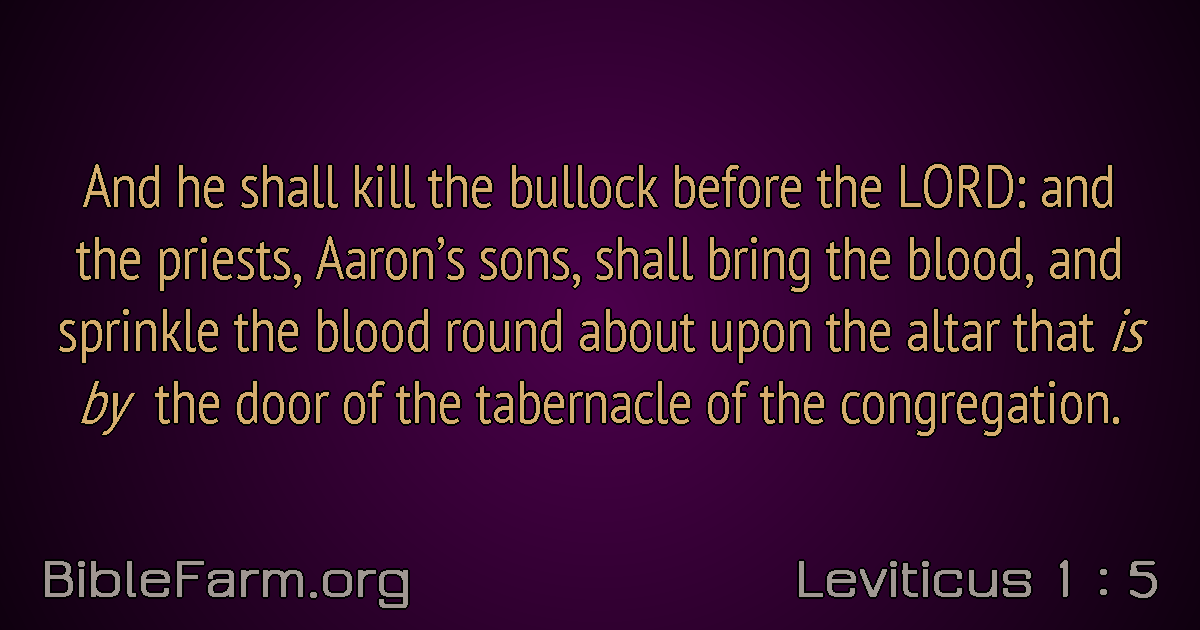 And he shall kill the bullock before the LORD: and
the priests, Aaron’s sons, shall bring the blood, and
sprinkle the blood round about upon the altar that is
by the door of the tabernacle of the congregation.
BibleFarm.org
Leviticus 1 : 5